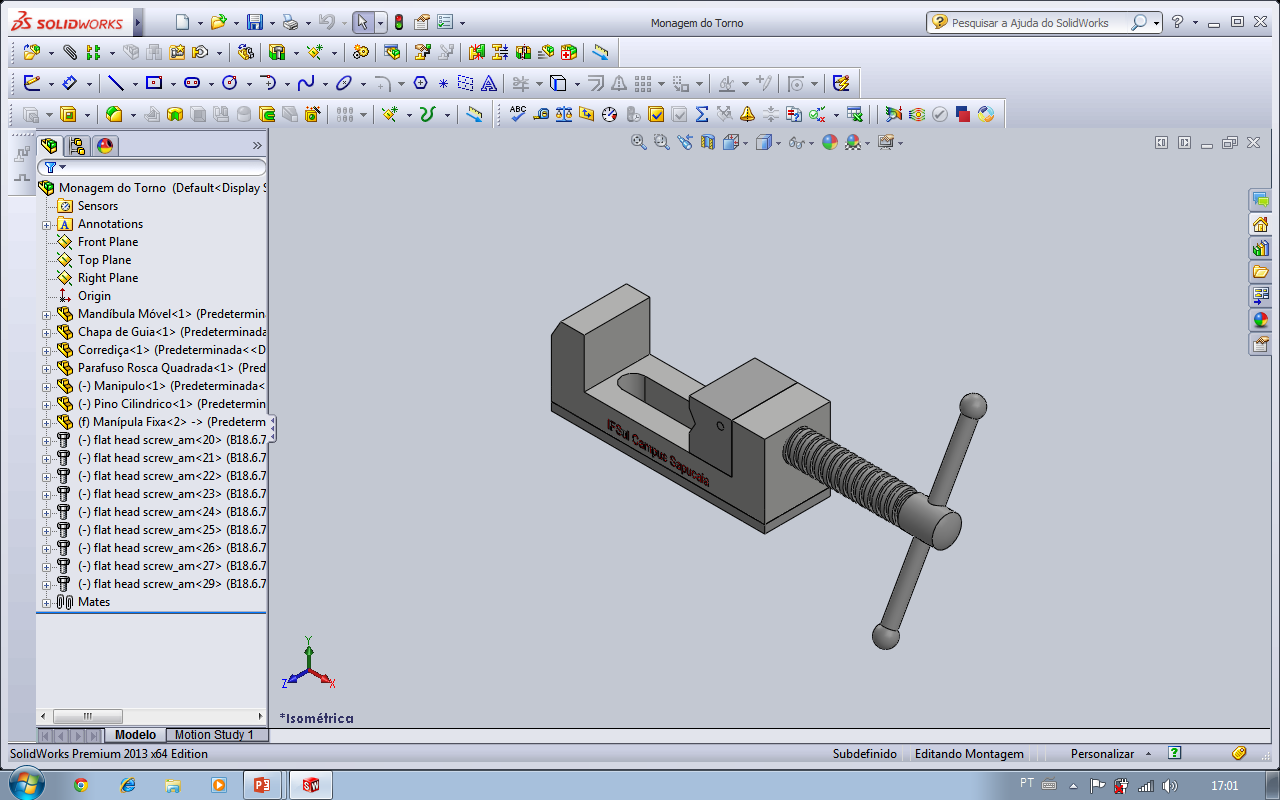 SOLIDWORKS
Monagem do Torno
Pesquisar a Ajuda do SolidWorks
ABC
Monagem do Torno (Default<Display S
Sensors
Annotations
Front Plane
Top Plane
Right Plane
Origin
Mandíbula Móvel<1> (Predetermin
Chapa de Guia<1> (Predeterminada
Corrediça<1> (Predeterminada<<D
Parafuso Rosca Quadrada<1> (Pred
(-) Manipulo<1> (Predeterminada<
(-) Pino Cilindrico<1> (Predetermin
(f) Manípula Fixa<2> -> (Predeterm
(-) flat head screw_am<20> (B18.6.7
(-) flat head screw_am<21> (B18.6.7
(-) flat head screw_am<22> (B18.6.7
(-) flat head screw_am<23> (B18.6.7
(-) flat head screw_am<24> (B18.6.7
(-) flat head screw_am<25> (B18.6.7
(-) flat head screw_am<26> (B18.6.7
(-) flat head screw_am<27> (B18.6.7
(-) flat head screw_am<29> (B18.6.7
Mates
IFSul Campus Sapucaia
Y
Z
X
*Isométrica
Modelo
Motion Study 1
SolidWorks Premium 2013 x64 Edition
Subdefinido
Editando Montagem
Personalizar
PT
17:01